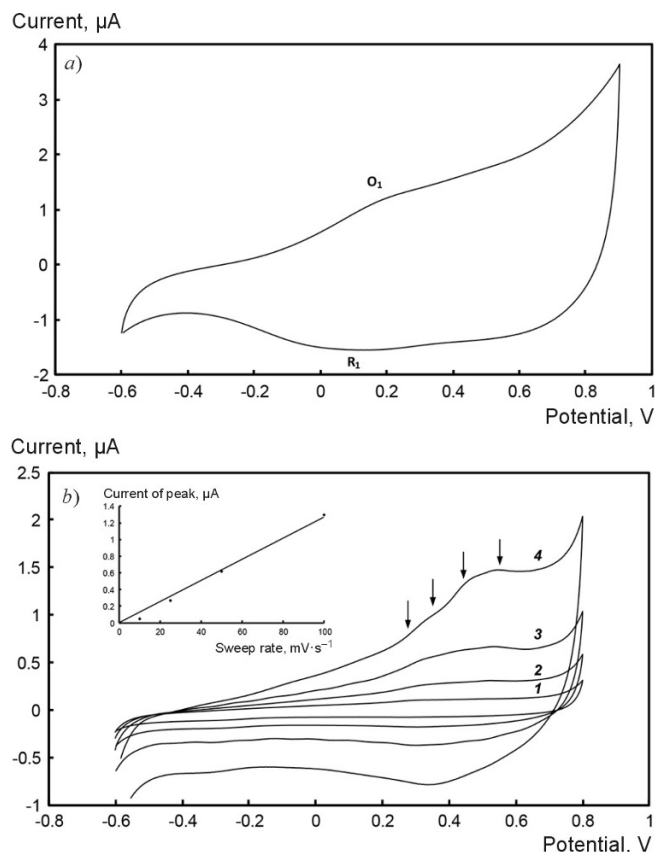 Current, μA
a)
4
3
2
1
0
-1
-2
O₁
R₁
-0.8 -0.6 -0.4 -0.2 0 0.2 0.4 0.6 0.8 1
Potential, V
Current, μA
b)
2.5
2
1.5
1
0.5
0
-0.5
-1
Current of peak, μA
1.4
1.2
1.0
0.8
0.6
0.4
0.2
0
0 20 40 60 80 100
Sweep rate, mV·s⁻¹
4
3
2
1
-0.8 -0.6 -0.4 -0.2 0 0.2 0.4 0.6 0.8 1
Potential, V